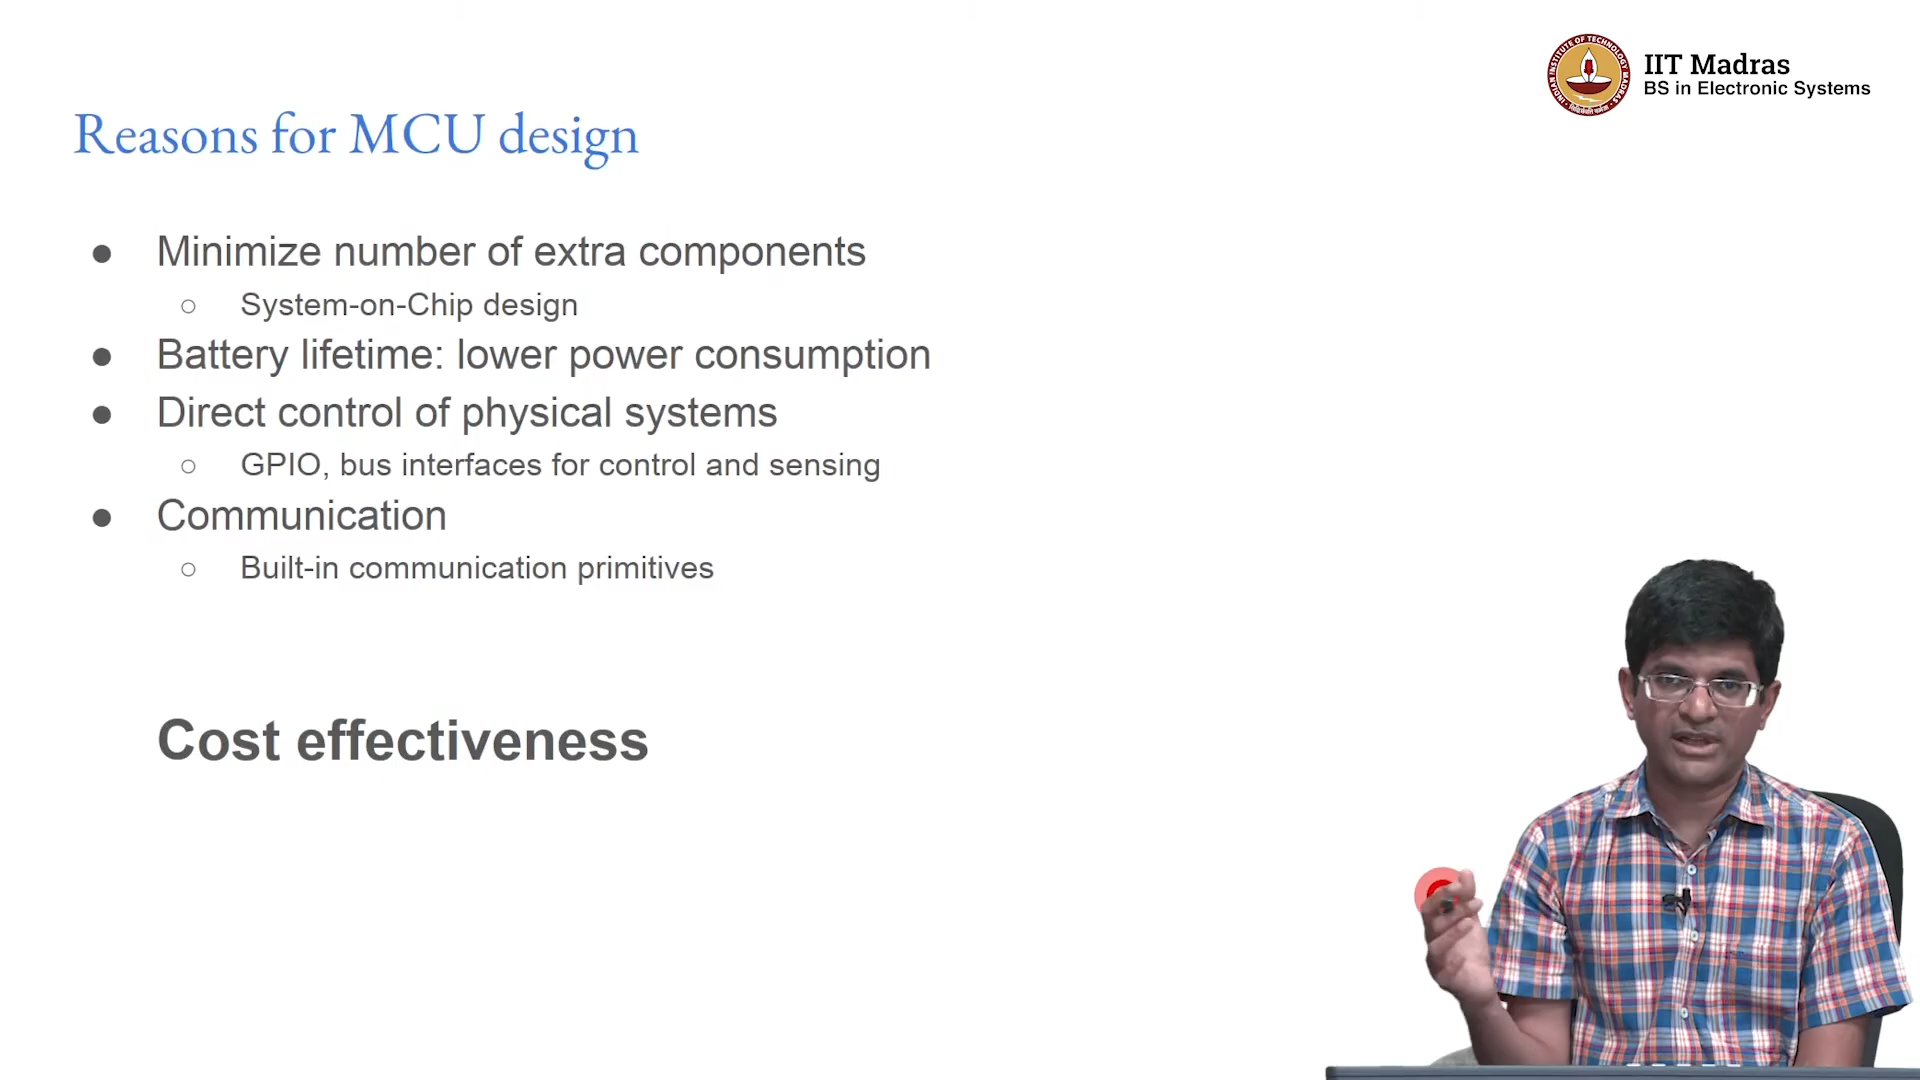 IIT Madras
BS in Electronic Systems
Reasons for MCU design
● Minimize number of extra components
○ System-on-Chip design
● Battery lifetime: lower power consumption
● Direct control of physical systems
○ GPIO, bus interfaces for control and sensing
● Communication
○ Built-in communication primitives
Cost effectiveness